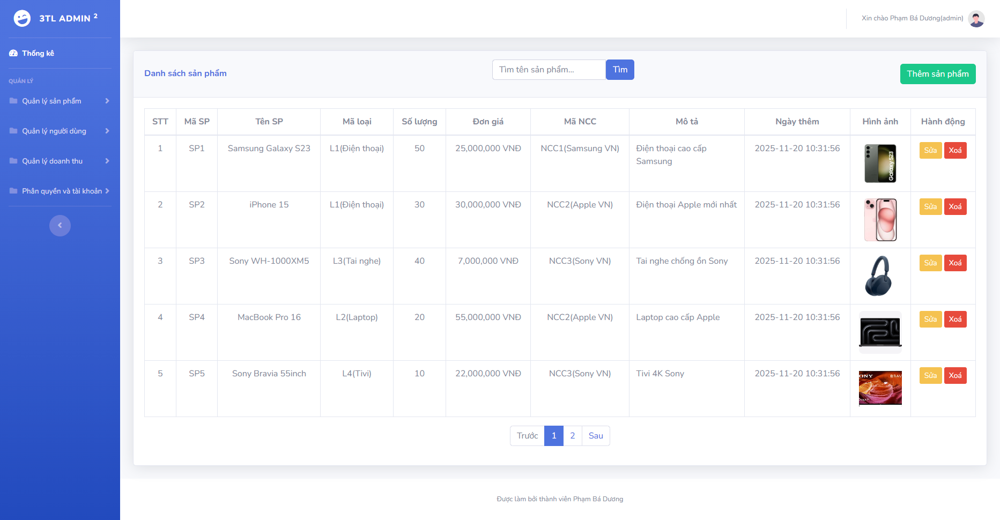 3TL ADMIN 2
Xin chào Phạm Bá Dương(admin)
Thống kê
QUẢN LÝ
Quản lý sản phẩm
Quản lý người dùng
Quản lý doanh thu
Phân quyền và tài khoản
Danh sách sản phẩm
Tìm tên sản phẩm...
Tìm
Thêm sản phẩm
STT Mã SP Tên SP Mã loại Số lượng Đơn giá Mã NCC Mô tả Ngày thêm Hình ảnh Hành động
1 SP1 Samsung Galaxy S23 L1(Điện thoại) 50 25,000,000 VNĐ NCC1(Samsung VN) Điện thoại cao cấp 2025-11-20 10:31:56 Sửa Xoá
Samsung
Galaxy S23
2 SP2 iPhone 15 L1(Điện thoại) 30 30,000,000 VNĐ NCC2(Apple VN) Điện thoại Apple mới nhất 2025-11-20 10:31:56 Sửa Xoá
3 SP3 Sony WH-1000XM5 L3(Tai nghe) 40 7,000,000 VNĐ NCC3(Sony VN) Tai nghe chống ồn Sony 2025-11-20 10:31:56 Sửa Xoá
4 SP4 MacBook Pro 16 L2(Laptop) 20 55,000,000 VNĐ NCC2(Apple VN) Laptop cao cấp Apple 2025-11-20 10:31:56 Sửa Xoá
5 SP5 Sony Bravia 55inch L4(Tivi) 10 22,000,000 VNĐ NCC3(Sony VN) Tivi 4K Sony 2025-11-20 10:31:56 Sửa Xoá
ONY BRAV
Trước 1 2 Sau
Được làm bởi thành viên Phạm Bá Dương